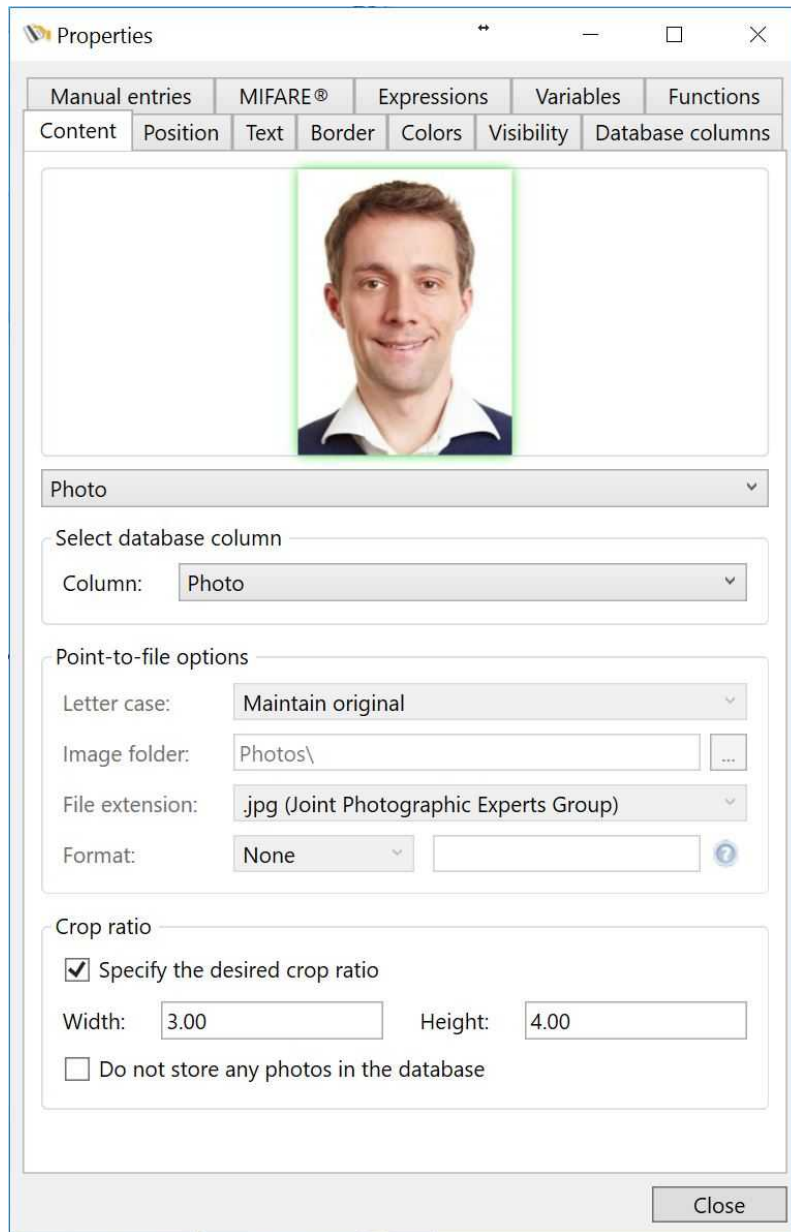 Properties
Manual entries MIFARE® Expressions Variables Functions
Content Position Text Border Colors Visibility Database columns
Photo
Select database column
Column: Photo
Point-to-file options
Letter case: Maintain original
Image folder: Photos\ ...
File extension: .jpg (Joint Photographic Experts Group)
Format: None ?
Crop ratio
Specify the desired crop ratio
Width: 3.00 Height: 4.00
Do not store any photos in the database
Close